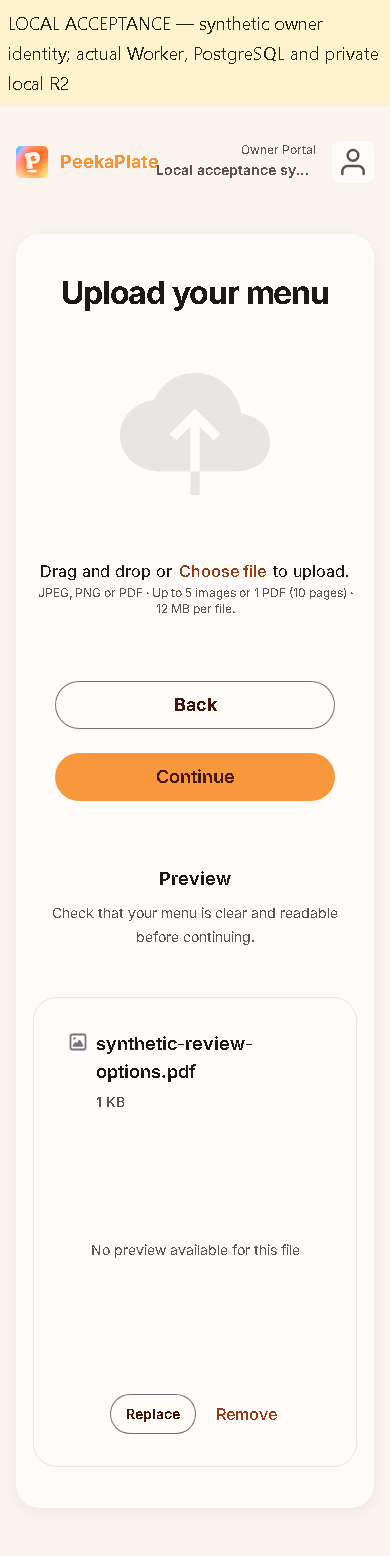 LOCAL ACCEPTANCE — synthetic owner
identity; actual Worker, PostgreSQL and private
local R2
PeekaPlate
Owner Portal
Local acceptance sy...
Upload your menu
Drag and drop or Choose file to upload.
JPEG, PNG or PDF · Up to 5 images or 1 PDF (10 pages) ·
12 MB per file.
Back
Continue
Preview
Check that your menu is clear and readable
before continuing.
synthetic-review-
options.pdf
1 KB
No preview available for this file
Replace
Remove